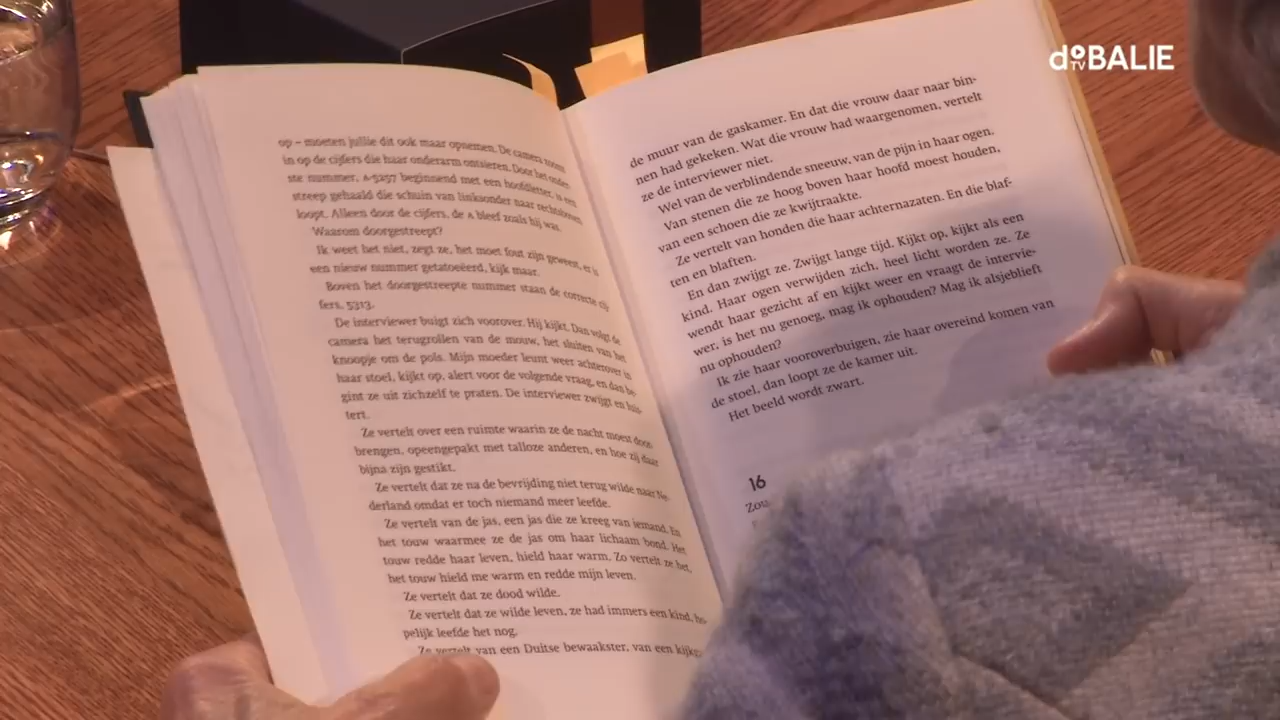 op – moeten jullie dit ook maar opnemen. De camera zoomt
in op de cijfers die haar onderarm ontsieren. Door het onder-
ste nummer, A-5257 beginnend met een hoofdletter, is een
streep gehaald die schuin van linksonder naar rechtsboven
loopt. Alleen door de cijfers, de A bleef zoals hij was.
Waarom doorgestreept?
Ik weet het niet, zegt ze, het moet fout zijn geweest, er is
een nieuw nummer getatoeëerd, kijk maar.
Boven het doorgestreepte nummer staan de correcte cij-
fers, 5313.
De interviewer buigt zich voorover. Hij kijkt. Dan volgt de
camera het terugrollen van de mouw, het sluiten van het
knoopje om de pols. Mijn moeder leunt weer achterover in
haar stoel, kijkt op, alert voor de volgende vraag, en dan be-
gint ze uit zichzelf te praten. De interviewer zwijgt en luis-
tert.
Ze vertelt over een ruimte waarin ze de nacht moest door-
brengen, opeengepakt met talloze anderen, en hoe zij daar
bijna zijn gestikt.
Ze vertelt dat ze na de bevrijding niet terug wilde naar Ne-
derland omdat er toch niemand meer leefde.
Ze vertelt van de jas, een jas die ze kreeg van iemand. En
het touw waarmee ze de jas om haar lichaam bond. Het
touw redde haar leven, hield haar warm. Zo vertelt ze het,
het touw hield me warm en redde mijn leven.
Ze vertelt dat ze dood wilde.
Ze vertelt dat ze wilde leven, ze had immers een kind, ho-
pelijk leefde het nog.
Ze vertelt van een Duitse bewaakster, van een kijkg
de muur van de gaskamer. En dat die vrouw daar naar bin-
nen had gekeken. Wat die vrouw had waargenomen, vertelt
ze de interviewer niet.
Wel van de verblindende sneeuw, van de pijn in haar ogen.
Van stenen die ze hoog boven haar hoofd moest houden,
van een schoen die ze kwijtraakte.
Ze vertelt van honden die haar achternazaten. En die blaf-
ten en blaften.
En dan zwijgt ze. Zwijgt lange tijd. Kijkt op, kijkt als een
kind. Haar ogen verwijden zich, heel licht worden ze. Ze
wendt haar gezicht af en kijkt weer en vraagt de intervie-
wer, is het nu genoeg, mag ik ophouden? Mag ik alsjeblieft
nu ophouden?
Ik zie haar vooroverbuigen, zie haar overeind komen van
de stoel, dan loopt ze de kamer uit.
Het beeld wordt zwart.
16
Zou
deBALIE
TV